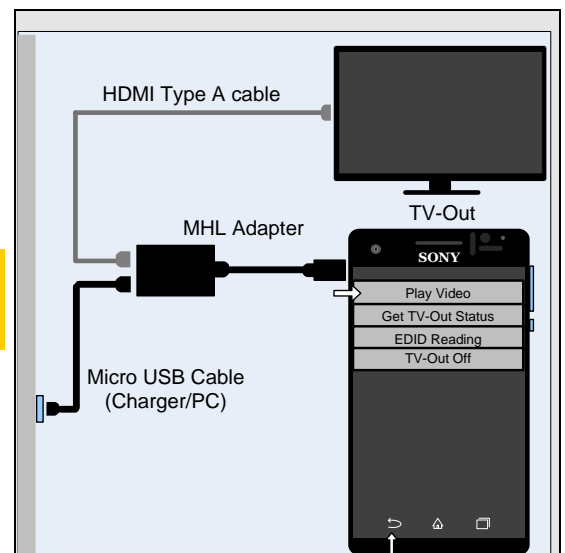 HDMI Type A cable
TV-Out
MHL Adapter
SONY
Play Video
Get TV-Out Status
EDID Reading
TV-Out Off
Micro USB Cable
(Charger/PC)